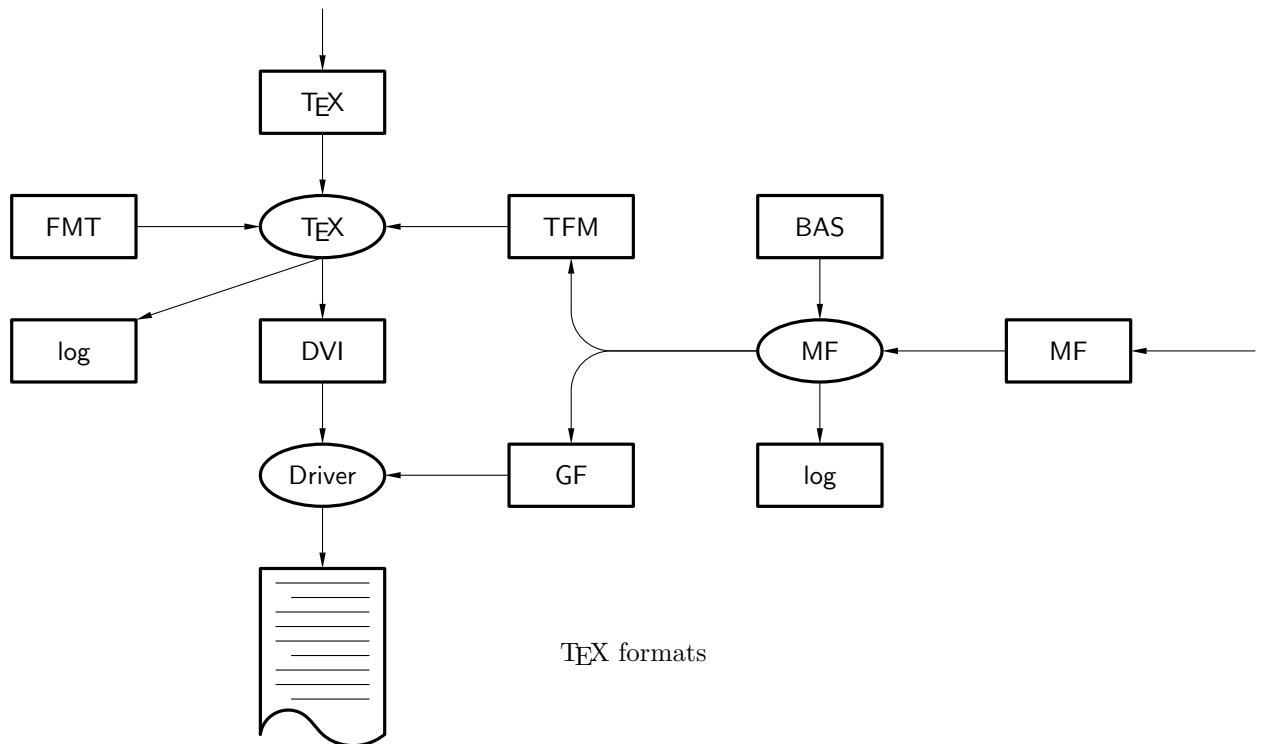 TEX
FMT
TEX
TFM
BAS
log
DVI
MF
MF
Driver
GF
log
TEX formats